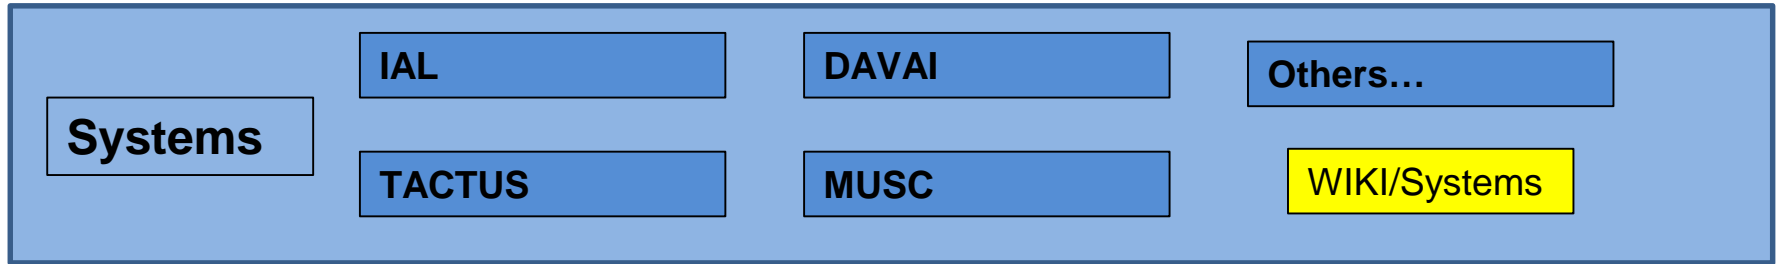 Systems
IAL
DAVAI
Others…
TACTUS
MUSC
WIKI/Systems